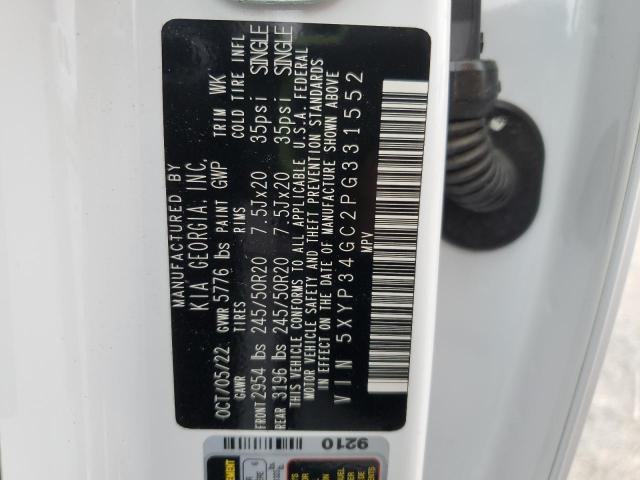 MANUFACTURED BY
KIA GEORGIA, INC.
OCT/05/22 GVWR 5776 lbs PAINT GWP TRIM WK
GAWR TIRES RIMS COLD TIRE INFL
FRONT 2954 lbs 245/50R20 7.5Jx20 35psi SINGLE
REAR 3196 lbs 245/50R20 7.5Jx20 35psi SINGLE
THIS VEHICLE CONFORMS TO ALL APPLICABLE U.S.A. FEDERAL
MOTOR VEHICLE SAFETY AND THEFT PREVENTION STANDARDS
IN EFFECT ON THE DATE OF MANUFACTURE SHOWN ABOVE
VIN 5XYP34GC2PG331552
MPV
9210